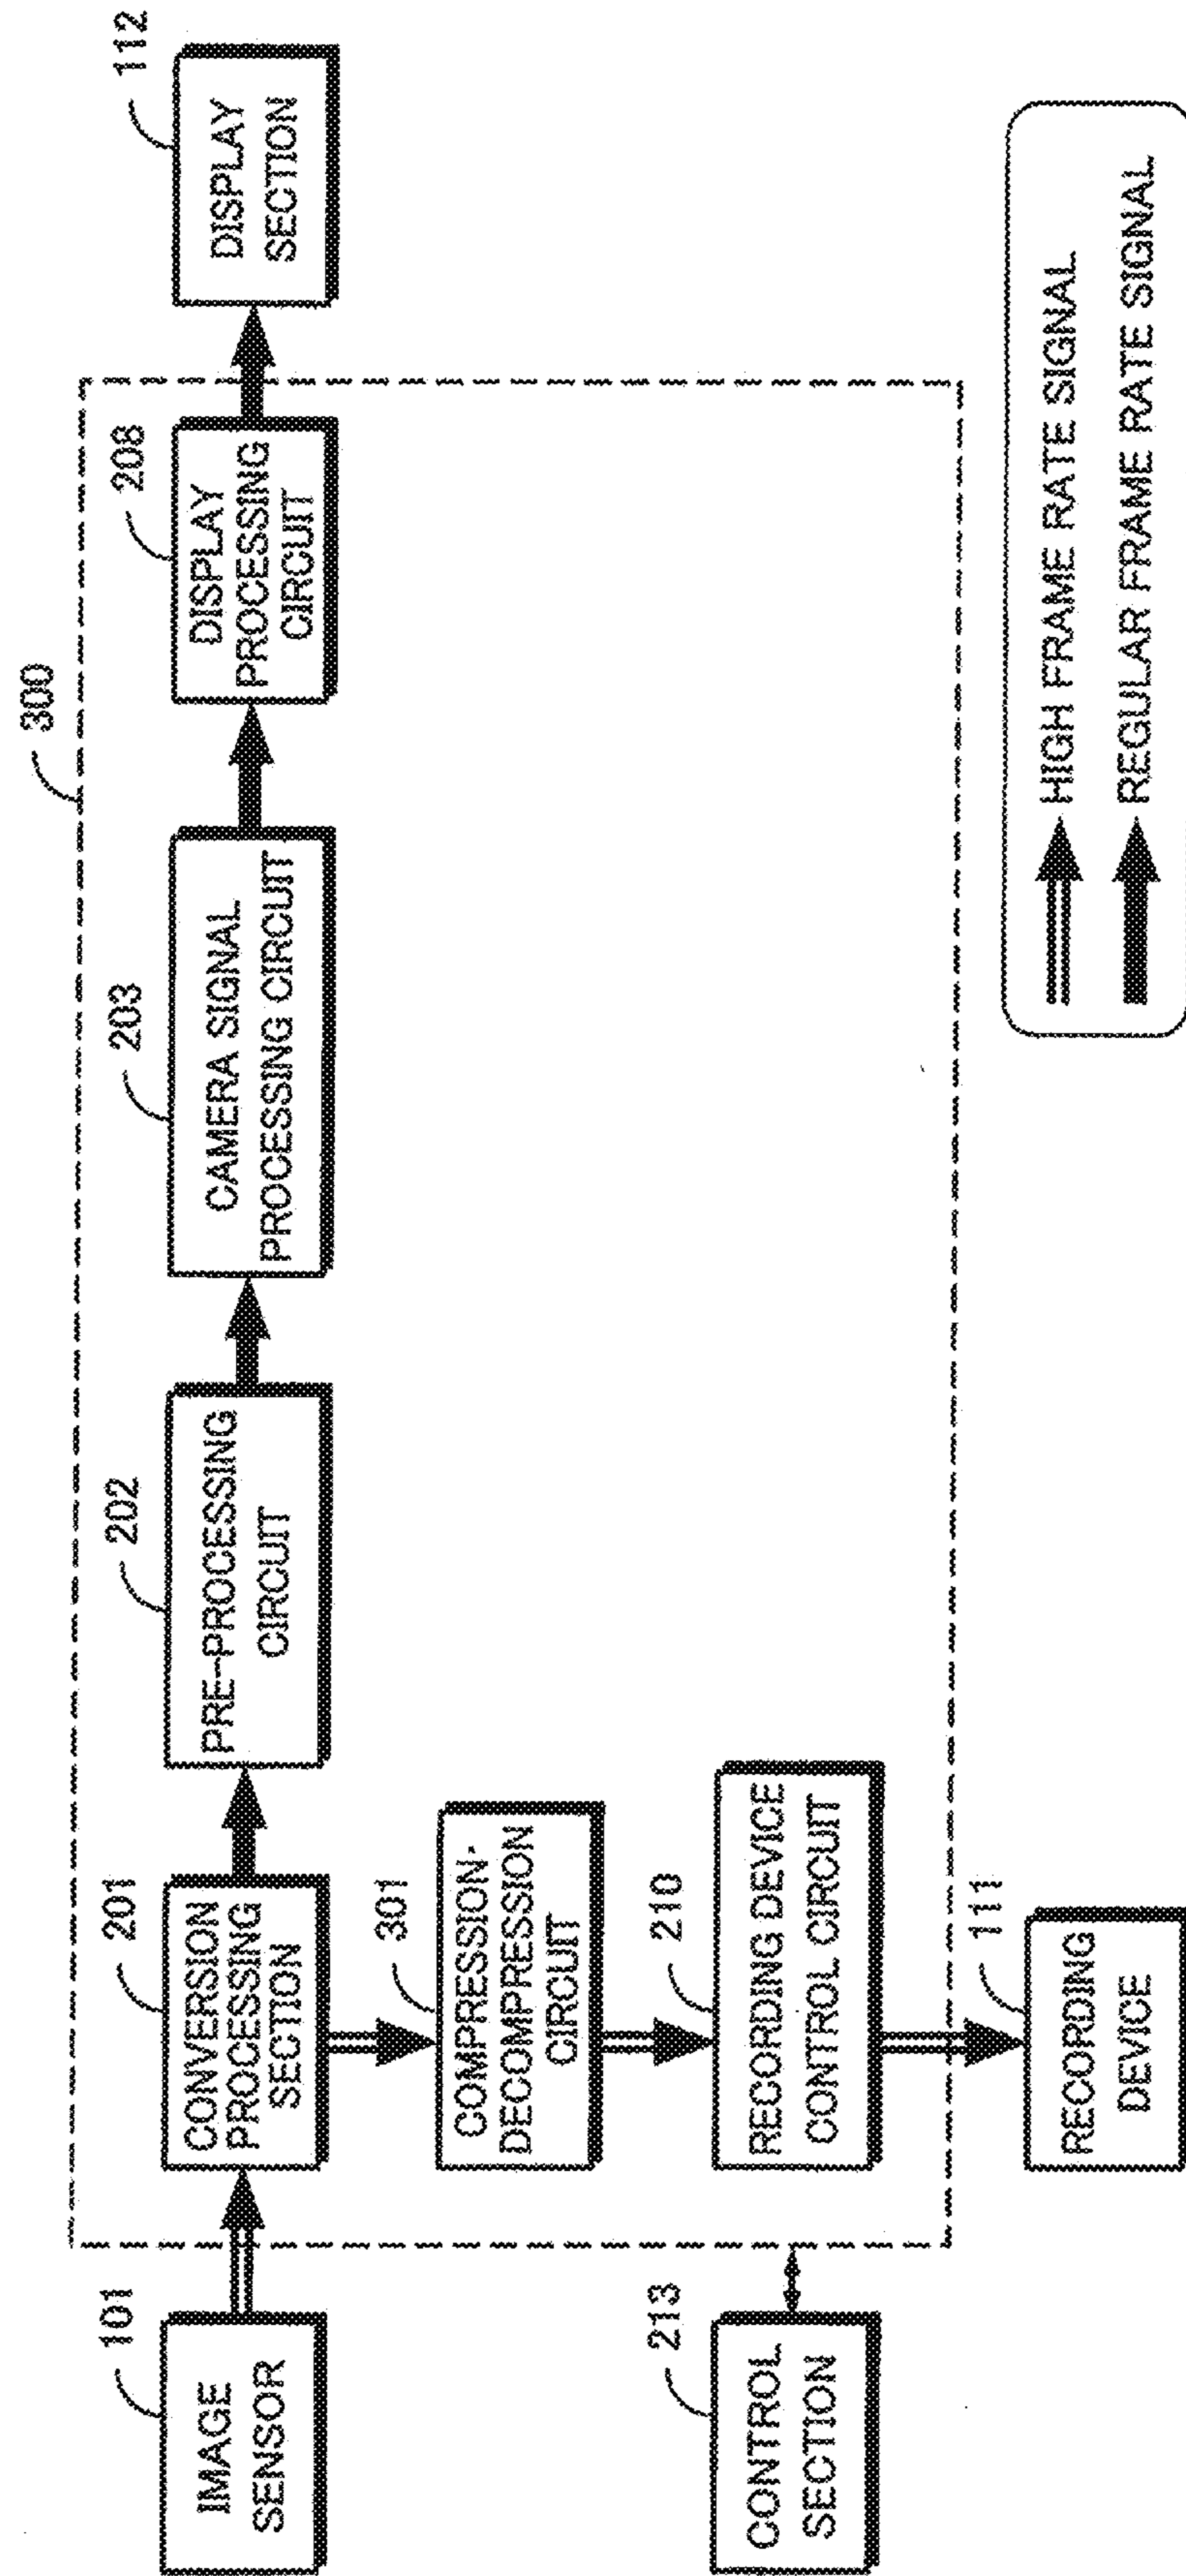 300
101
IMAGE
SENSOR
201
CONVERSION
PROCESSING
SECTION
202
PRE-PROCESSING
CIRCUIT
203
CAMERA SIGNAL
PROCESSING CIRCUIT
208
DISPLAY
PROCESSING
CIRCUIT
112
DISPLAY
SECTION
301
COMPRESSION-
DECOMPRESSION
CIRCUIT
213
CONTROL
SECTION
210
RECORDING DEVICE
CONTROL CIRCUIT
111
RECORDING
DEVICE
HIGH FRAME RATE SIGNAL
REGULAR FRAME RATE SIGNAL